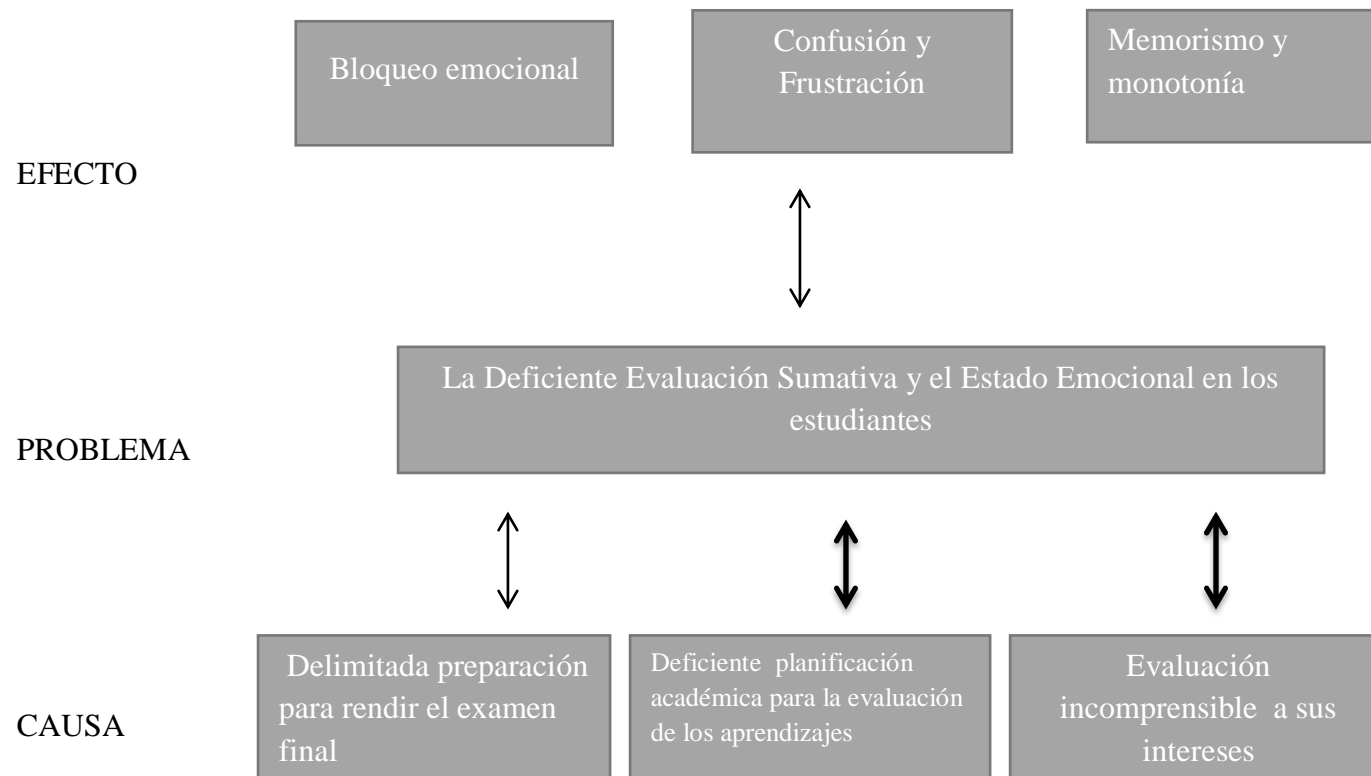 Bloqueo emocional
Confusión y
Frustración
Memorismo y
monotonía
EFECTO
La Deficiente Evaluación Sumativa y el Estado Emocional en los
estudiantes
PROBLEMA
Delimitada preparación
para rendir el examen
final
Deficiente planificación
académica para la evaluación
de los aprendizajes
Evaluación
incomprensible a sus
intereses
CAUSA